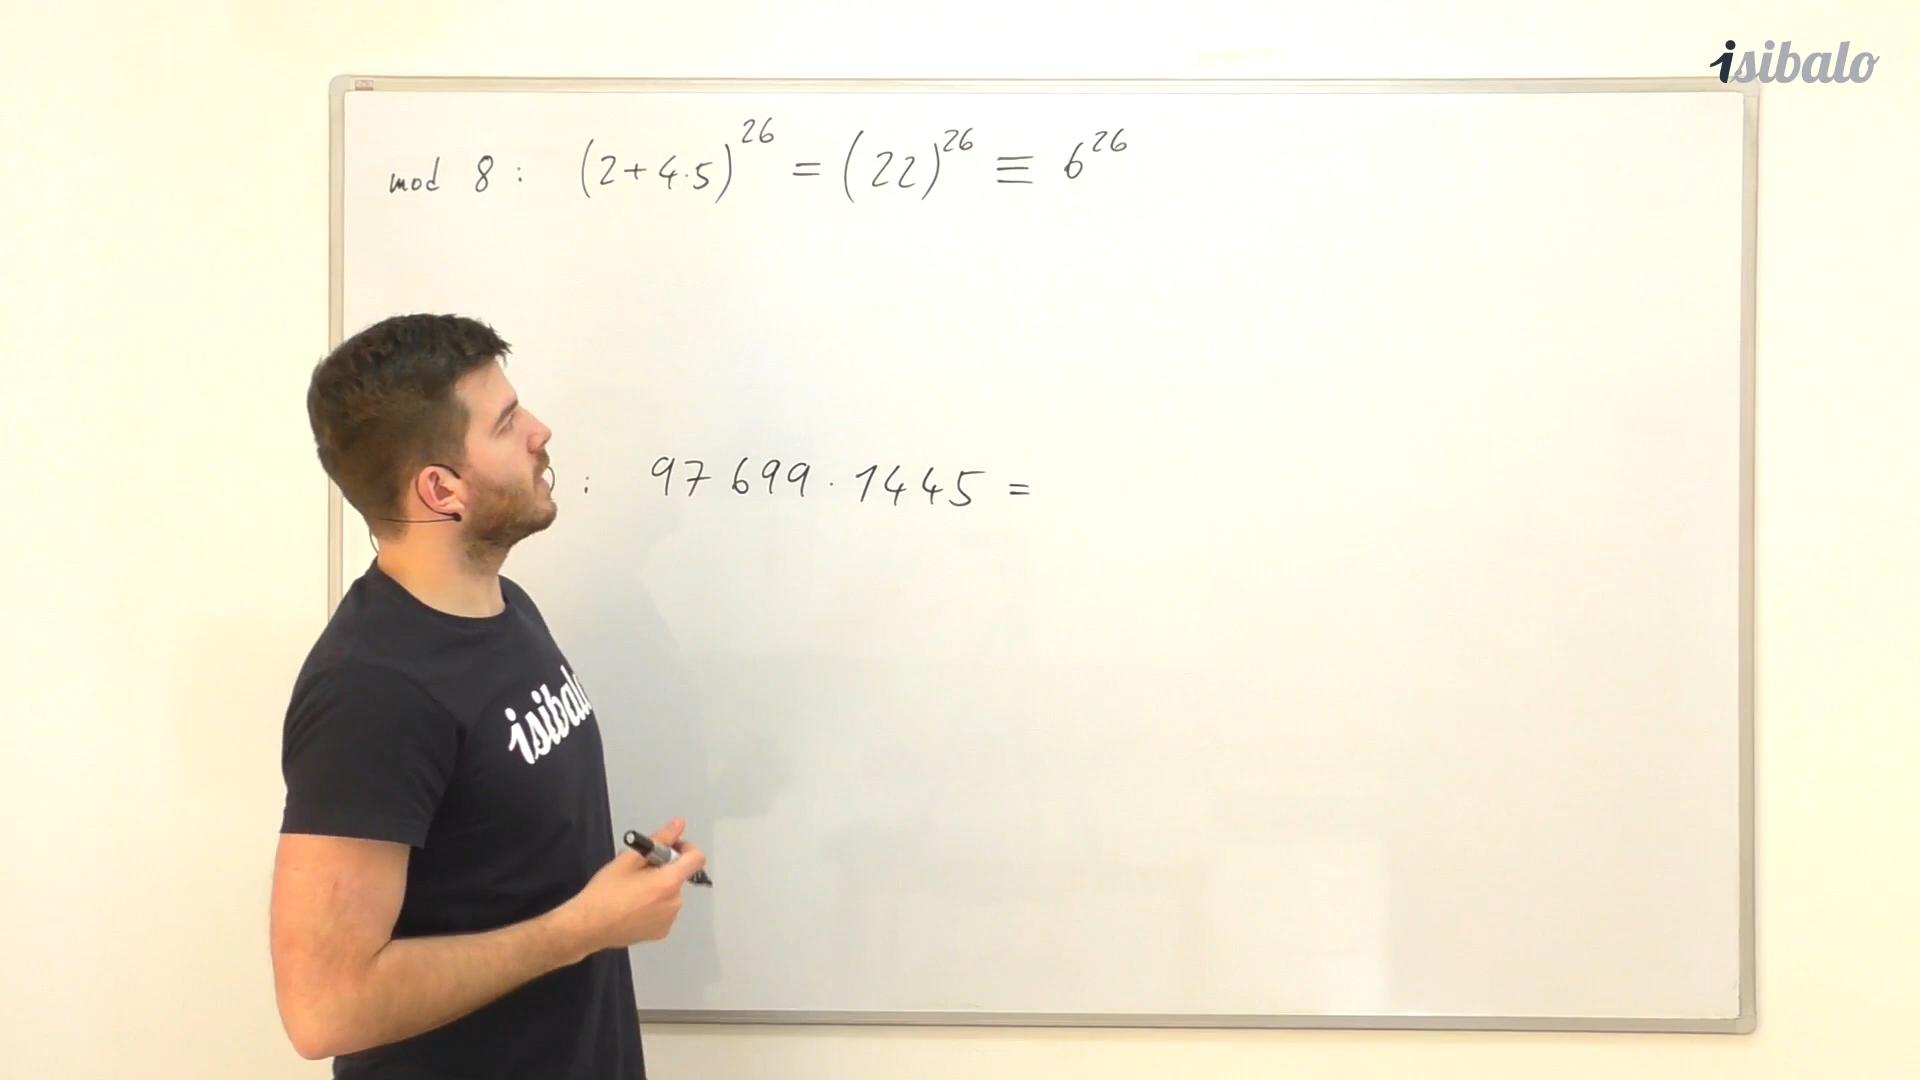 isibalo
mod 8 : (2+4·5)^26 = (22)^26 ≡ 6^26
: 97 699 · 1445 =
isibalo